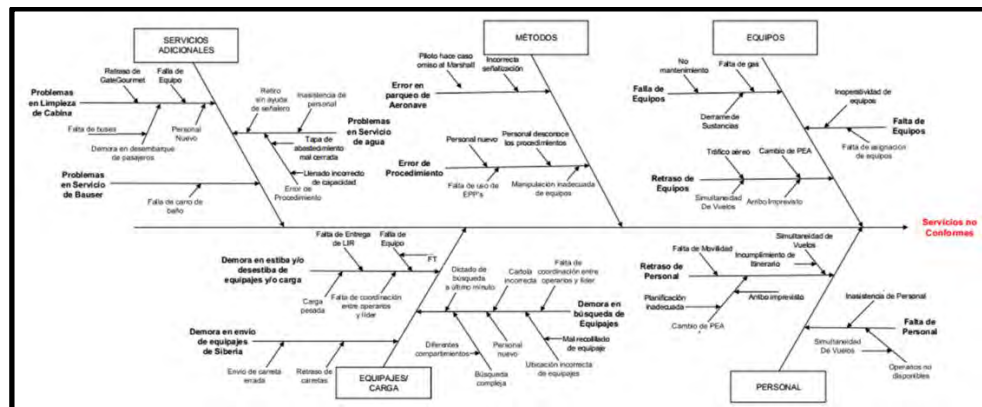 SERVICIOS
ADICIONALES
MÉTODOS
EQUIPOS
Retraso de
GateGourmet
Falta de
Equipo
Problemas
en Limpieza de
Cabina
Falta de buses
Demora en desembarque
de pasajeros
Personal
Nuevo
Retiro
sin ayuda
de señalero
Inasistencia de
personal
Problemas
en Servicio
de agua
Tapa de
abastecimiento
mal cerrada
Llenado incorrecto
de capacidad
Error de
Procedimiento
Problemas
en Servicio
de Bauser
Falta de carro de
baño
Piloto hace caso
omiso al Marshall
Incorrecta
señalización
Error en
parqueo de
Aeronave
Personal nuevo
Personal desconoce
los procedimientos
Error de
Procedimiento
Falta de uso de
EPP's
Manipulación inadecuada
de equipos
No
mantenimiento
Falta de gas
Falla de
Equipos
Derrame de
Sustancias
Inoperatividad de
equipos
Falta de
Equipos
Falta de asignación
de equipos
Tráfico aéreo
Cambio de PEA
Retraso de
Equipos
Simultaneidad
De Vuelos
Arribo Imprevisto
Servicios no
Conformes
Falta de Entrega
de LIR
Falla de
Equipo
FT
Demora en estiba y/o
desestiba de
equipajes y/o carga
Carga
pesada
Falta de coordinación
entre operarios
y líder
Dictado de
búsqueda
a último minuto
Cartola
incorrecta
Falta de
coordinación entre
operarios y líder
Demora en
búsqueda de
Equipajes
Mal recolillado
de equipaje
Diferentes
compartimentos
Personal
nuevo
Búsqueda
compleja
Ubicación incorrecta
de equipajes
Demora en envío
de equipajes
de Siberia
Envío de carreta
errada
Retraso de
carretas
EQUIPAJES/
CARGA
Simultaneidad de
Vuelos
Falta de Movilidad
Incumplimiento de
Itinerario
Retraso de
Personal
Planificación
inadecuada
Arribo imprevisto
Cambio de PEA
Inasistencia de Personal
Falta de
Personal
Simultaneidad
De Vuelos
Operarios no
disponibles
PERSONAL